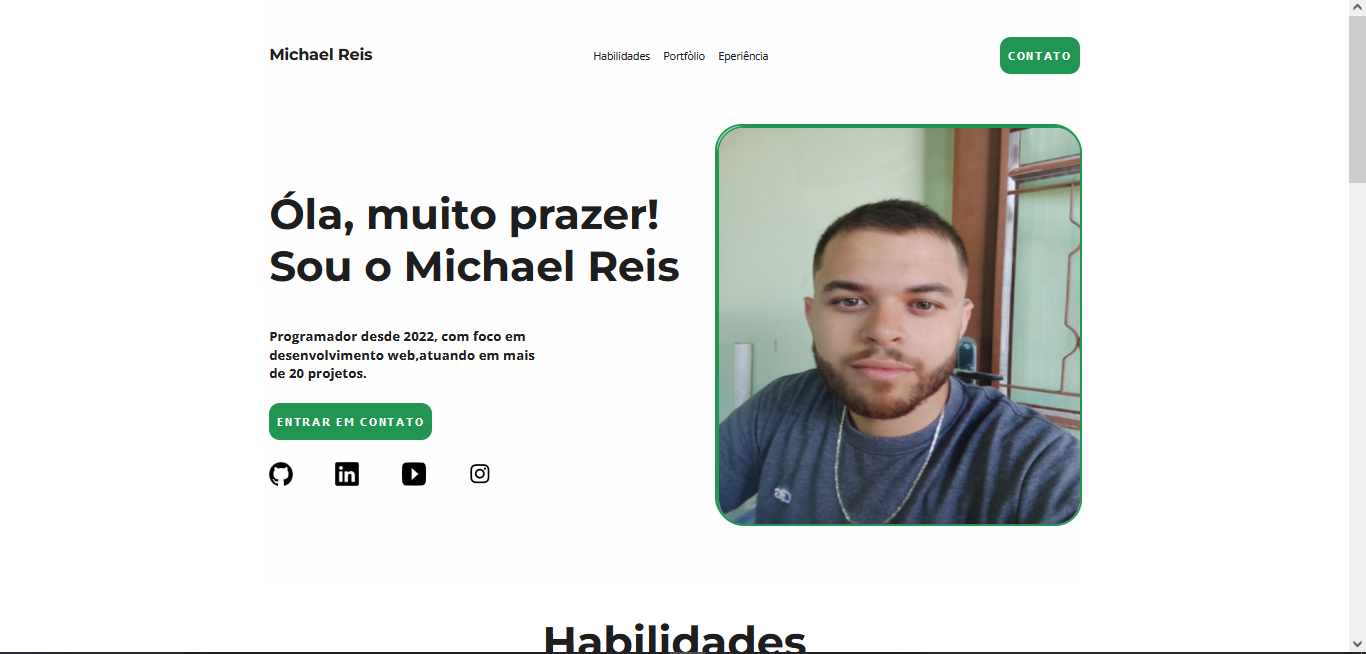 Michael Reis
Habilidades Portfòlio Eperiência
CONTATO
Óla, muito prazer!
Sou o Michael Reis
Programador desde 2022, com foco em
desenvolvimento web,atuando em mais
de 20 projetos.
ENTRAR EM CONTATO
in
Habilidades